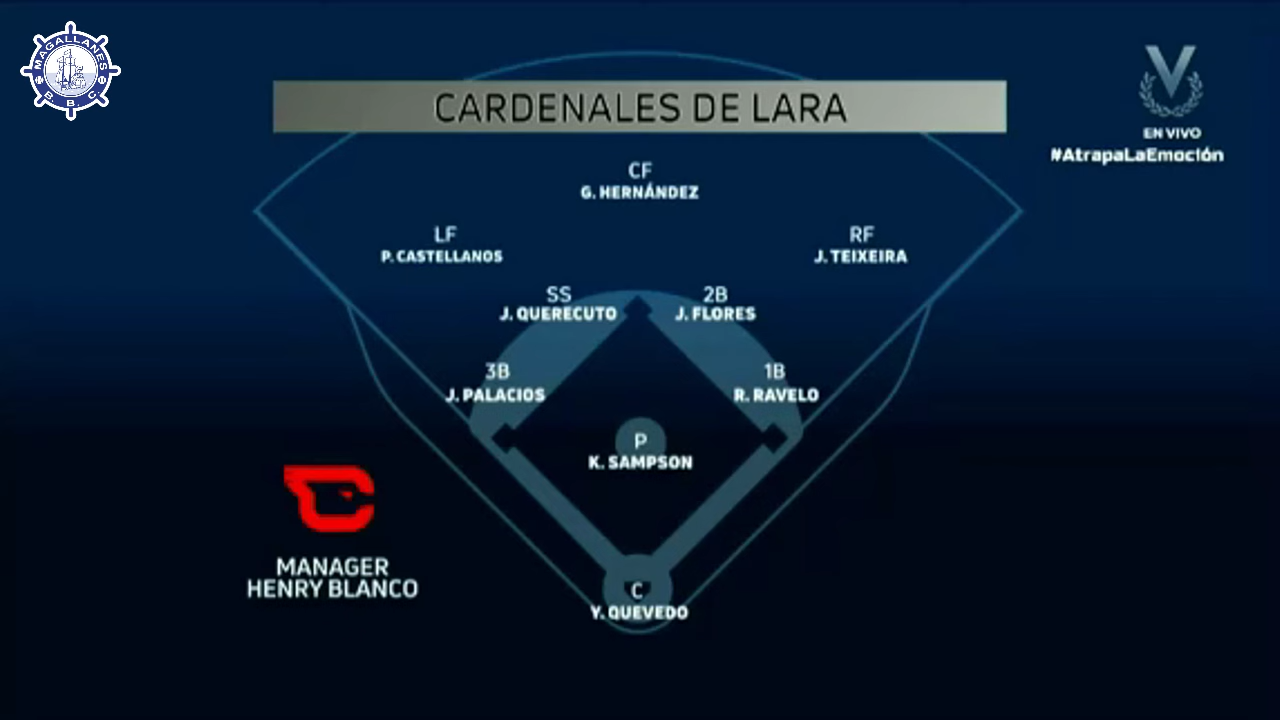 MAGALLANES
B. B. C.
CARDENALES DE LARA
EN VIVO
#AtrapaLaEmoción
CF
G. HERNÁNDEZ
LF
P. CASTELLANOS
RF
J. TEIXEIRA
SS
J. QUERECUTO
2B
J. FLORES
3B
J. PALACIOS
1B
R. RAVELO
P
K. SAMPSON
MANAGER
HENRY BLANCO
C
Y. QUEVEDO